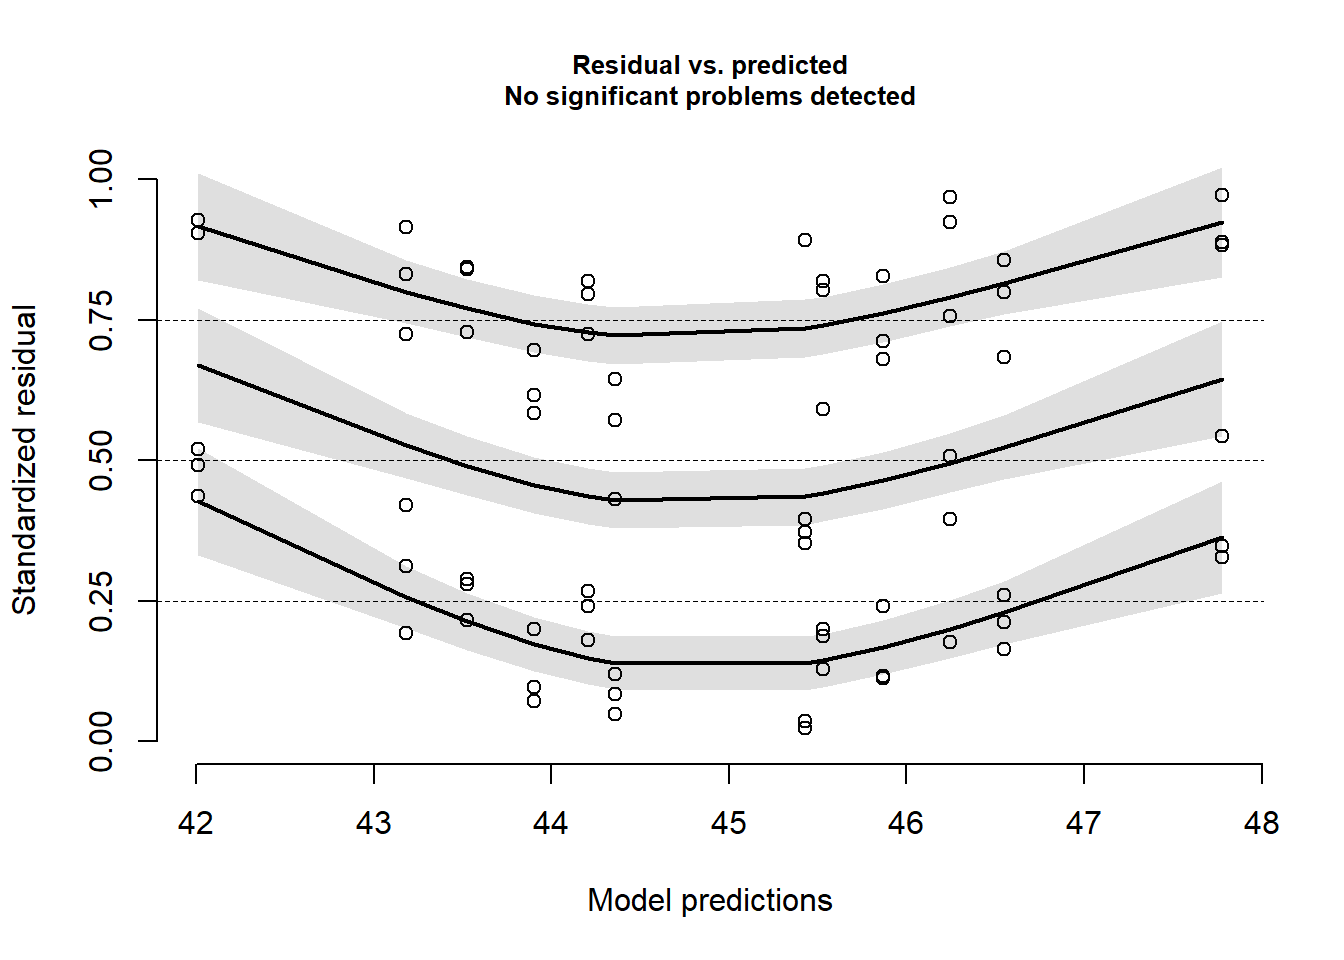 Residual vs. predicted
No significant problems detected
Standardized residual
1.00
0.75
0.50
0.25
0.00
42 43 44 45 46 47 48
Model predictions